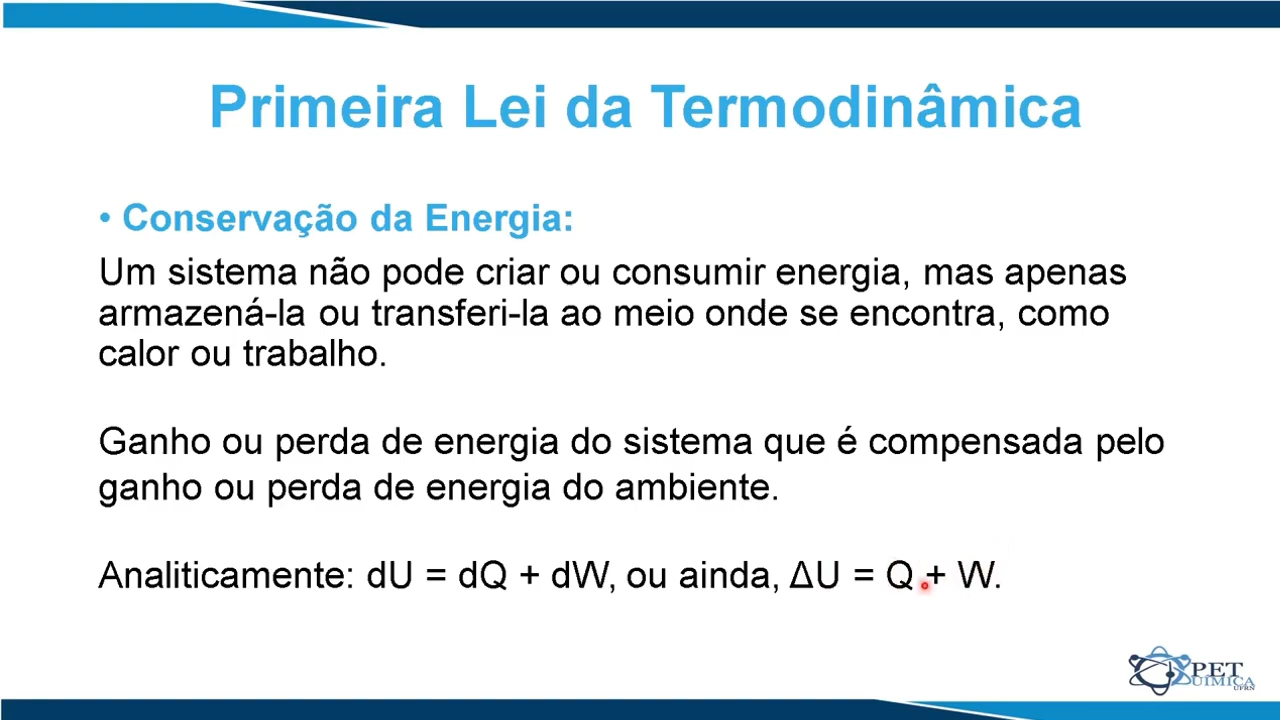 Primeira Lei da Termodinâmica
• Conservação da Energia:
Um sistema não pode criar ou consumir energia, mas apenas
armazená-la ou transferi-la ao meio onde se encontra, como
calor ou trabalho.
Ganho ou perda de energia do sistema que é compensada pelo
ganho ou perda de energia do ambiente.
Analiticamente: dU = dQ + dW, ou ainda, ΔU = Q + W.
PET
QUIMICA
UFRN